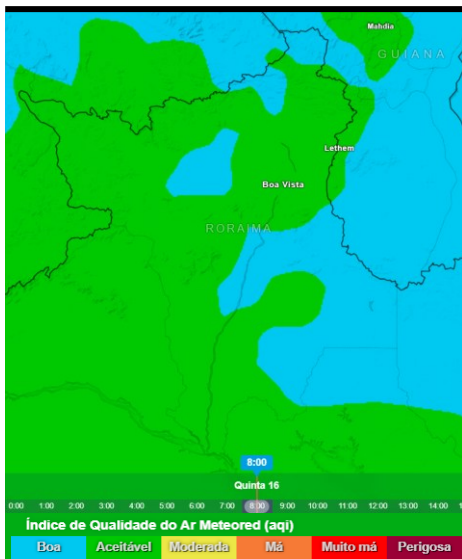 Mahdia
GUIANA
Lethem
Boa Vista
RORAIMA
8:00
Quinta 16
0:00 1:00 2:00 3:00 4:00 5:00 6:00 7:00 8:00 9:00 10:00 11:00 12:00 13:00 14:00
Índice de Qualidade do Ar Meteored (aqi)
Boa Aceitável Moderada Má Muito má Perigosa